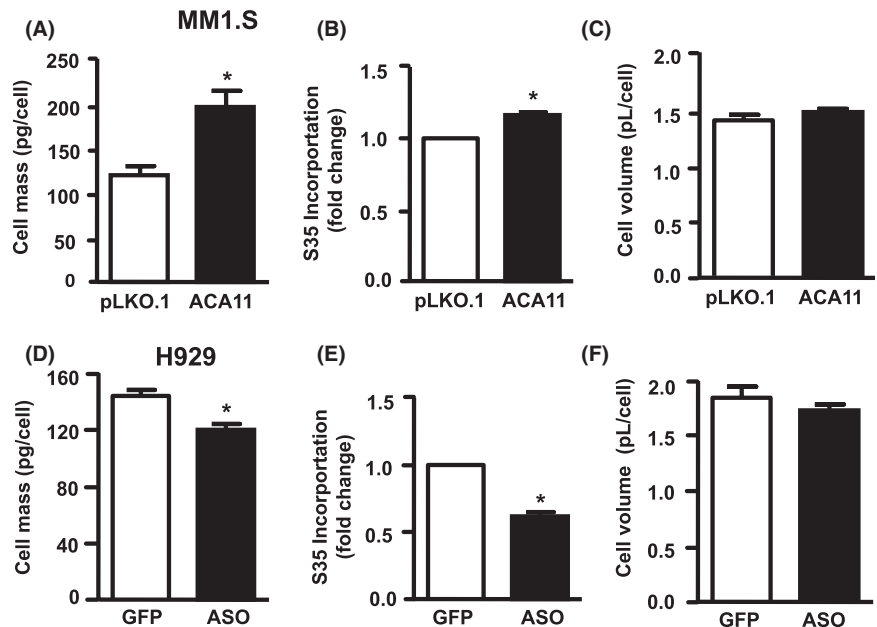 (A) MM1.S
Cell mass (pg/cell)
250
200
150
100
50
0
*
pLKO.1 ACA11
(B)
S35 Incorportation
(fold change)
1.5
1.0
0.5
0.0
*
pLKO.1 ACA11
(C)
Cell volume (pL/cell)
2.0
1.5
1.0
0.5
0.0
pLKO.1 ACA11
(D) H929
Cell mass (pg/cell)
160
120
80
40
0
*
GFP ASO
(E)
S35 Incorportation
(fold change)
1.5
1.0
0.5
0.0
*
GFP ASO
(F)
Cell volume (pL/cell)
2.0
1.5
1.0
0.5
0.0
GFP ASO